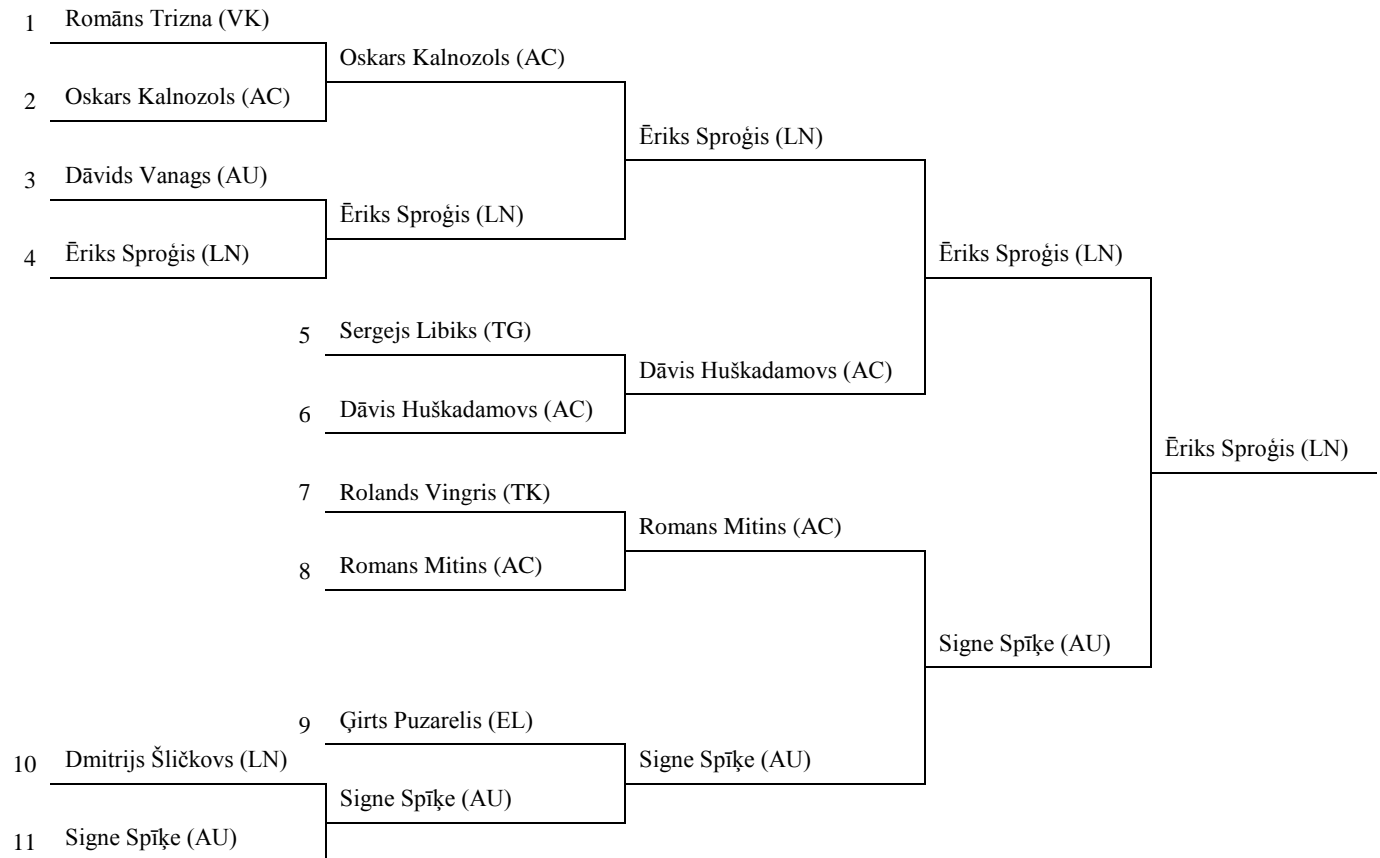 1 Romāns Trizna (VK)
Oskars Kalnozols (AC)
2 Oskars Kalnozols (AC)
Ēriks Sproģis (LN)
3 Dāvids Vanags (AU)
Ēriks Sproģis (LN)
4 Ēriks Sproģis (LN)
Ēriks Sproģis (LN)
5 Sergejs Libiks (TG)
Dāvis Huškadamovs (AC)
6 Dāvis Huškadamovs (AC)
Ēriks Sproģis (LN)
7 Rolands Vingris (TK)
Romans Mitins (AC)
8 Romans Mitins (AC)
Signe Spīķe (AU)
9 Ģirts Puzarelis (EL)
10 Dmitrijs Šličkovs (LN)
Signe Spīķe (AU)
Signe Spīķe (AU)
11 Signe Spīķe (AU)